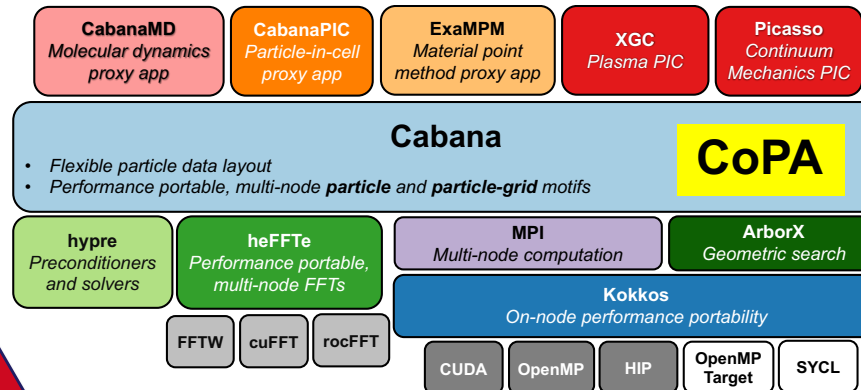 CabanaMD
Molecular dynamics
proxy app
CabanaPIC
Particle-in-cell
proxy app
ExaMPM
Material point
method proxy app
XGC
Plasma PIC
Picasso
Continuum
Mechanics PIC
Cabana
• Flexible particle data layout
• Performance portable, multi-node particle and particle-grid motifs
CoPA
hypre
Preconditioners
and solvers
heFFTe
Performance portable,
multi-node FFTs
MPI
Multi-node computation
ArborX
Geometric search
Kokkos
On-node performance portability
FFTW
cuFFT
rocFFT
CUDA
OpenMP
HIP
OpenMP
Target
SYCL